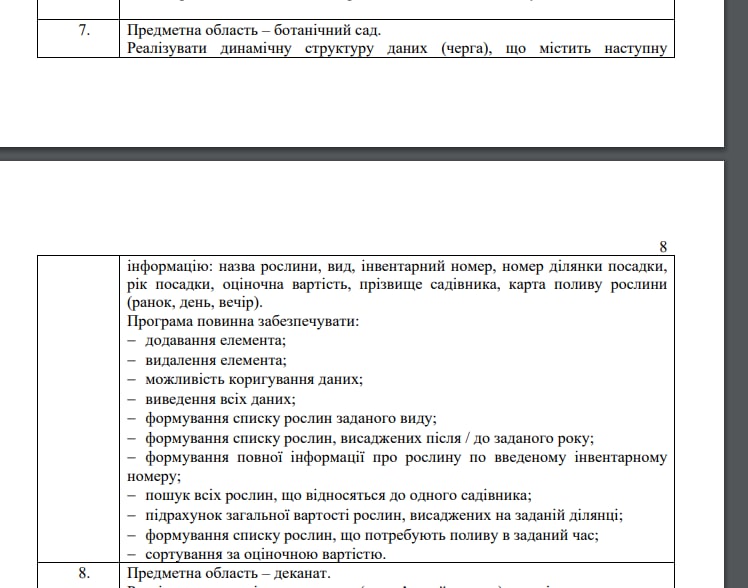 7.
Предметна область – ботанічний сад.
Реалізувати динамічну структуру даних (черга), що містить наступну
8
інформацію: назва рослини, вид, інвентарний номер, номер ділянки посадки,
рік посадки, оціночна вартість, прізвище садівника, карта поливу рослини
(ранок, день, вечір).
Програма повинна забезпечувати:
– додавання елемента;
– видалення елемента;
– можливість коригування даних;
– виведення всіх даних;
– формування списку рослин заданого виду;
– формування списку рослин, висаджених після / до заданого року;
– формування повної інформації про рослину по введеному інвентарному
номеру;
– пошук всіх рослин, що відносяться до одного садівника;
– підрахунок загальної вартості рослин, висаджених на заданій ділянці;
– формування списку рослин, що потребують поливу в заданий час;
– сортування за оціночною вартістю.
8.
Предметна область – деканат.